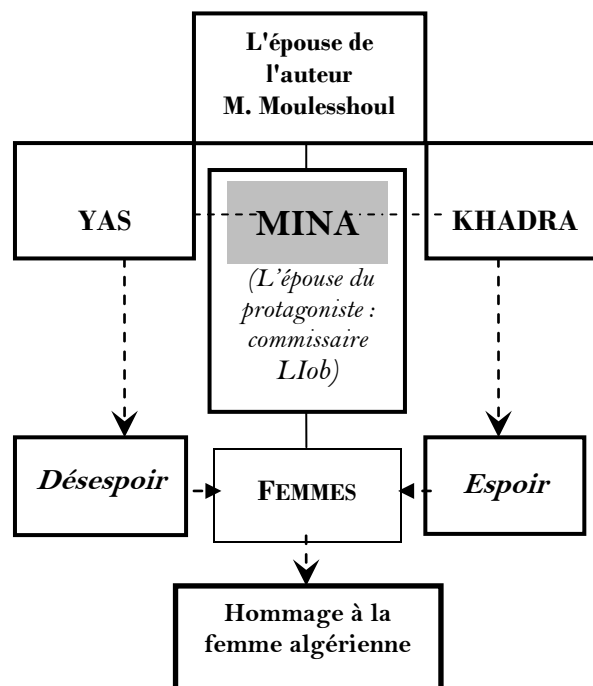 L'épouse de
l'auteur
M. Moulesshoul
YAS
MINA
KHADRA
(L'épouse du
protagoniste :
commissaire
LIob)
Désespoir
FEMMES
Espoir
Hommage à la
femme algérienne